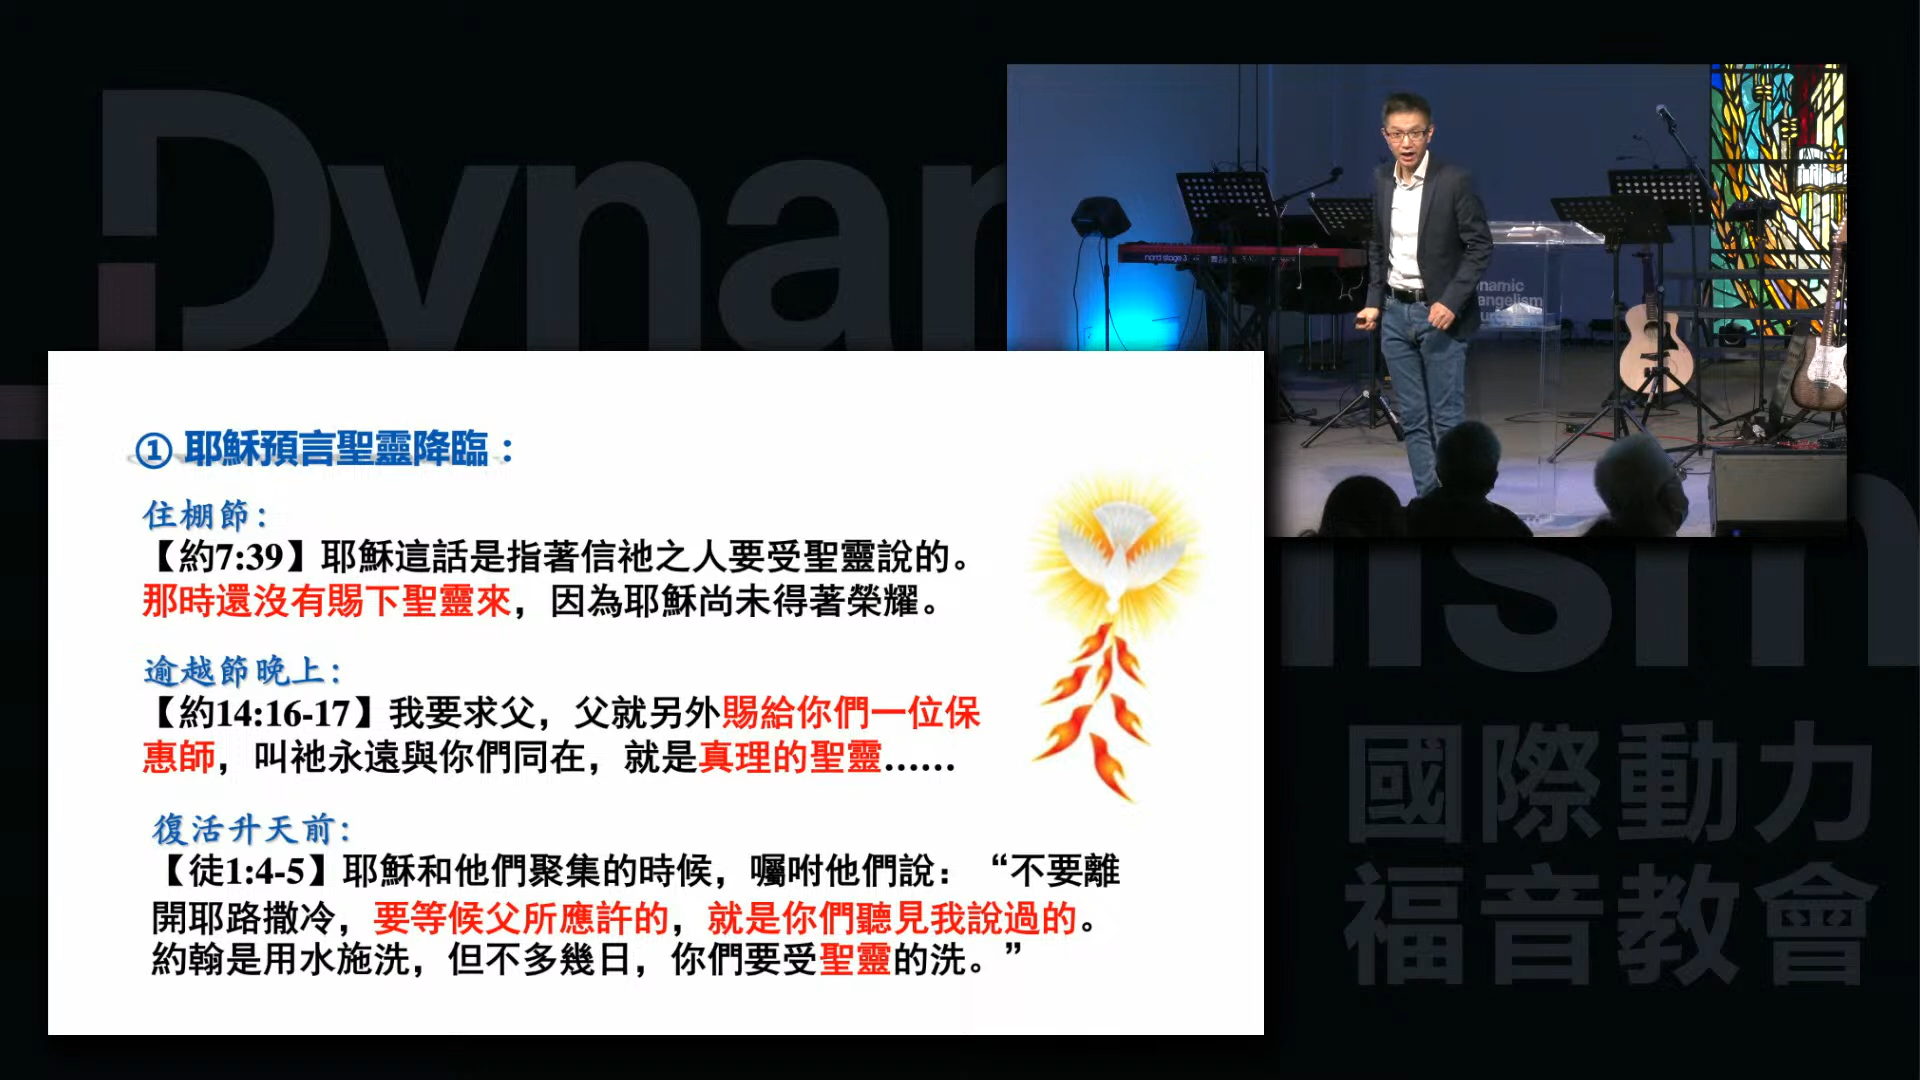 Dynam
ism
國際動力
福音教會
nord stage 3
namic
angelism
① 耶穌預言聖靈降臨：
住棚節：
【約7:39】耶穌這話是指著信祂之人要受聖靈說的。
那時還沒有賜下聖靈來，因為耶穌尚未得著榮耀。
逾越節晚上：
【約14:16-17】我要求父，父就另外賜給你們一位保
惠師，叫祂永遠與你們同在，就是真理的聖靈……
復活升天前：
【徒1:4-5】耶穌和他們聚集的時候，囑咐他們說：“不要離
開耶路撒冷，要等候父所應許的，就是你們聽見我說過的。
約翰是用水施洗，但不多幾日，你們要受聖靈的洗。”